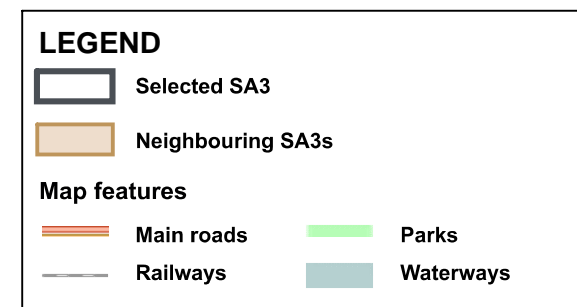 LEGEND
Selected SA3
Neighbouring SA3s
Map features
Main roads
Parks
Railways
Waterways